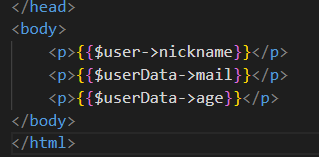 </head>
<body>
    <p>{{$user->nickname}}</p>
    <p>{{$userData->mail}}</p>
    <p>{{$userData->age}}</p>
</body>
</html>